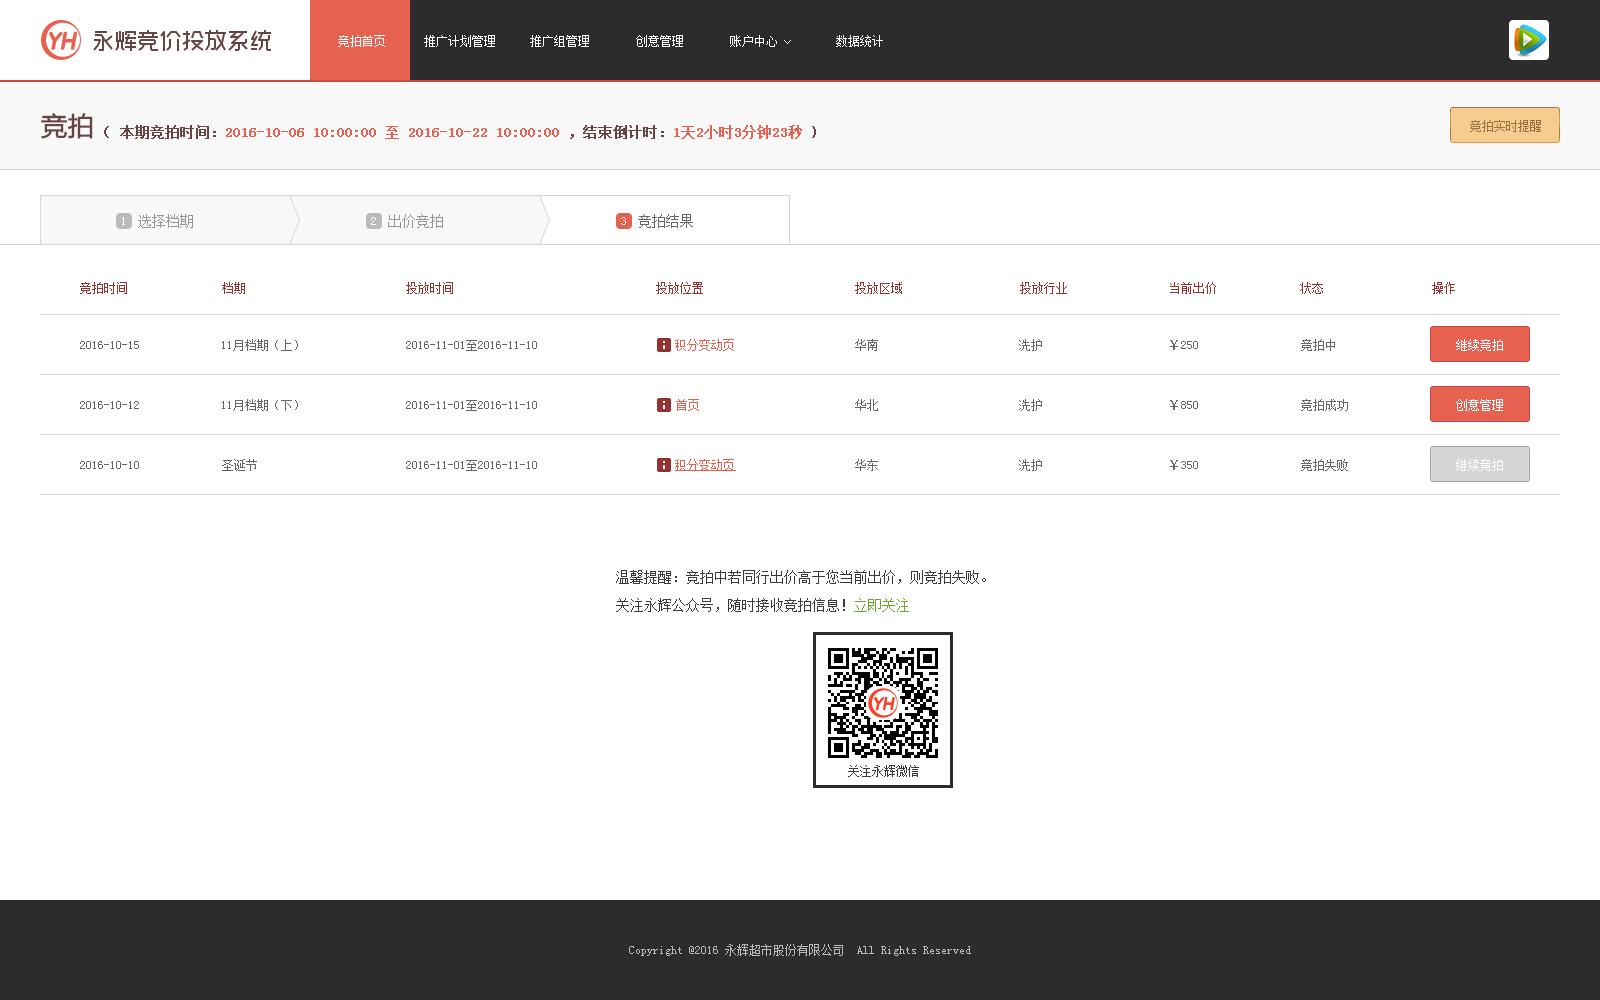 YH 永辉竞价投放系统 竞拍首页 推广计划管理 推广组管理 创意管理 账户中心 数据统计
竞拍 ( 本期竞拍时间：2016-10-06 10:00:00 至 2016-10-22 10:00:00 ，结束倒计时：1天2小时3分钟23秒 ) 竞拍实时提醒
1 选择档期 2 出价竞拍 3 竞拍结果
竞拍时间 档期 投放时间 投放位置 投放区域 投放行业 当前出价 状态 操作
2016-10-15 11月档期（上） 2016-11-01至2016-11-10 积分变动页 华南 洗护 ￥250 竞拍中 继续竞拍
2016-10-12 11月档期（下） 2016-11-01至2016-11-10 首页 华北 洗护 ￥850 竞拍成功 创意管理
2016-10-10 圣诞节 2016-11-01至2016-11-10 积分变动页 华东 洗护 ￥350 竞拍失败 继续竞拍
温馨提醒：竞拍中若同行出价高于您当前出价，则竞拍失败。
关注永辉公众号，随时接收竞拍信息！立即关注
YH
关注永辉微信
Copyright @2016 永辉超市股份有限公司 All Rights Reserved